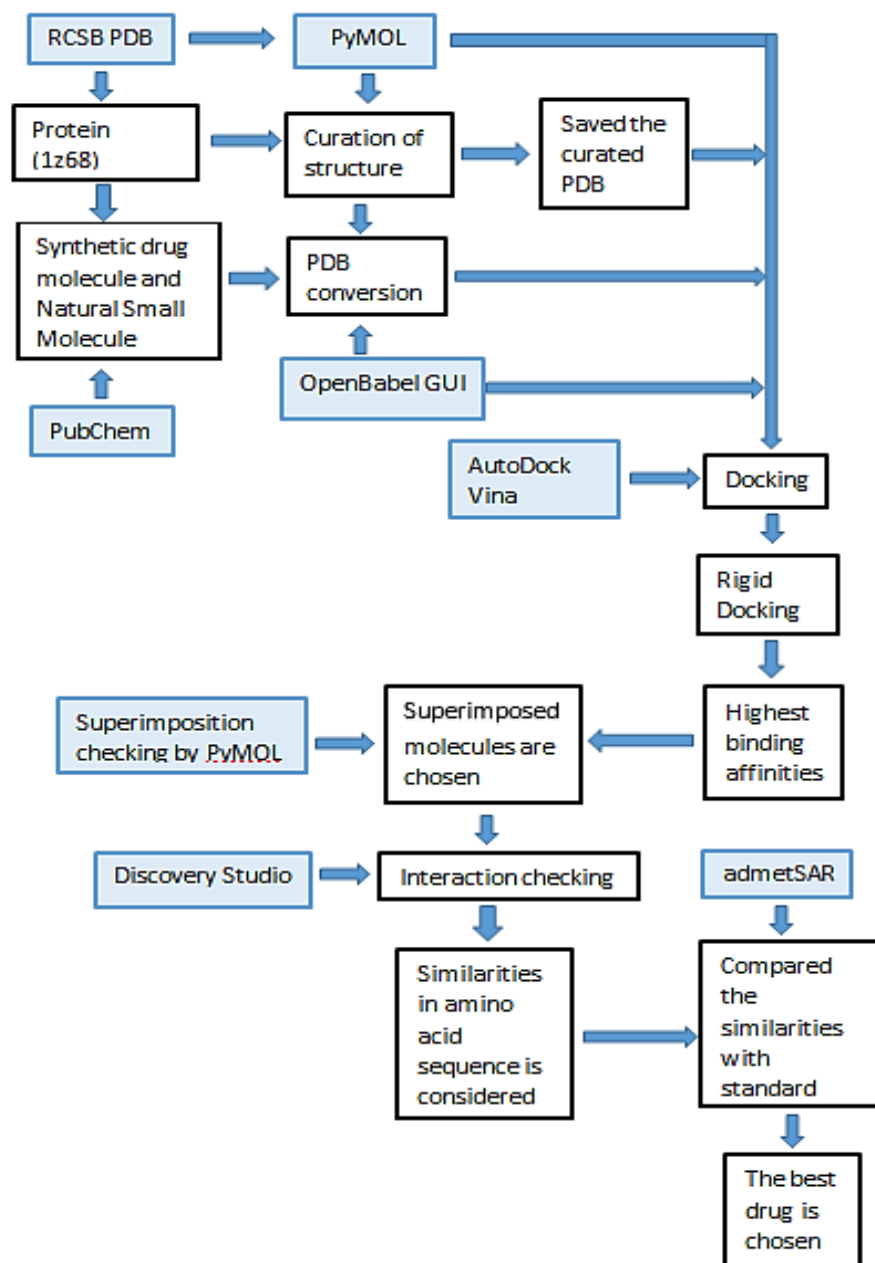 RCSB PDB
PyMOL
Protein
(1z68)
Curation of
structure
Saved the
curated
PDB
Synthetic drug
molecule and
Natural Small
Molecule
PDB
conversion
OpenBabel GUI
PubChem
AutoDock
Vina
Docking
Rigid
Docking
Superimposition
checking by PyMOL
Superimposed
molecules are
chosen
Highest
binding
affinities
Discovery Studio
Interaction checking
admetSAR
Similarities
in amino
acid
sequence is
considered
Compared
the
similarities
with
standard
The best
drug is
chosen